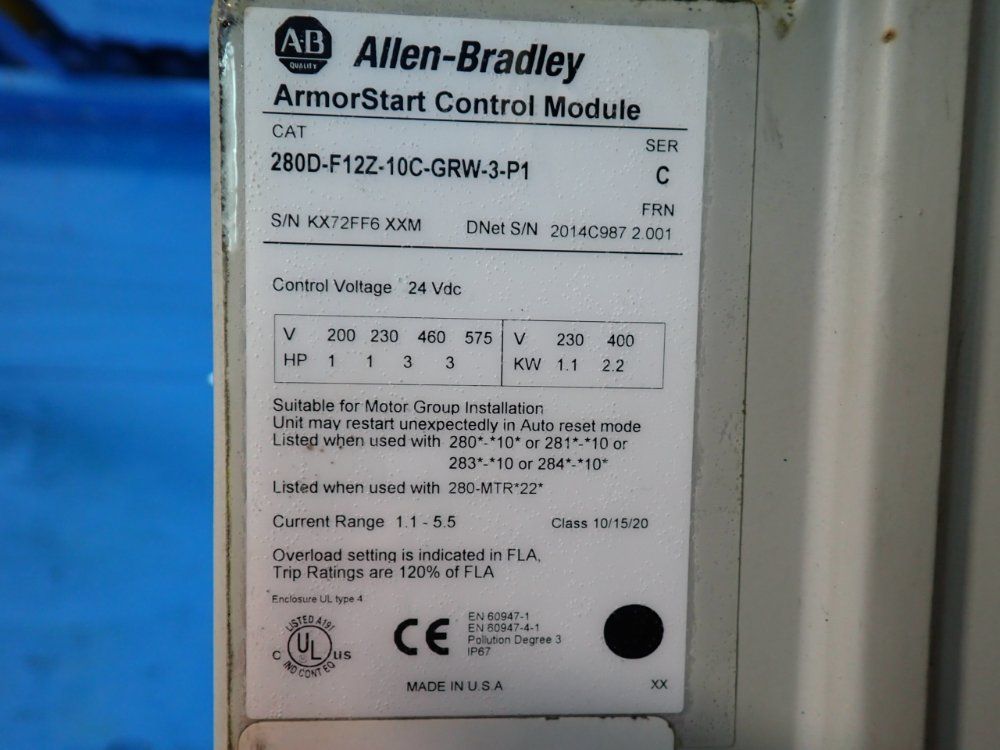 A-B
QUALITY
Allen-Bradley
ArmorStart Control Module
CAT
SER
280D-F12Z-10C-GRW-3-P1
C
FRN
S/N KX72FF6 XXM DNet S/N 2014C987 2.001
Control Voltage 24 Vdc
V 200 230 460 575 V 230 400
HP 1 1 3 3 KW 1.1 2.2
Suitable for Motor Group Installation
Unit may restart unexpectedly in Auto reset mode
Listed when used with 280*-*10* or 281*-*10 or
283*-*10 or 284*-*10*
Listed when used with 280-MTR*22*
Current Range 1.1 - 5.5 Class 10/15/20
Overload setting is indicated in FLA,
Trip Ratings are 120% of FLA
Enclosure UL type 4
LISTED A191
C UL US
IND CONT EQ
CE
EN 60947-1
EN 60947-4-1
Pollution Degree 3
IP67
MADE IN U.S.A
XX